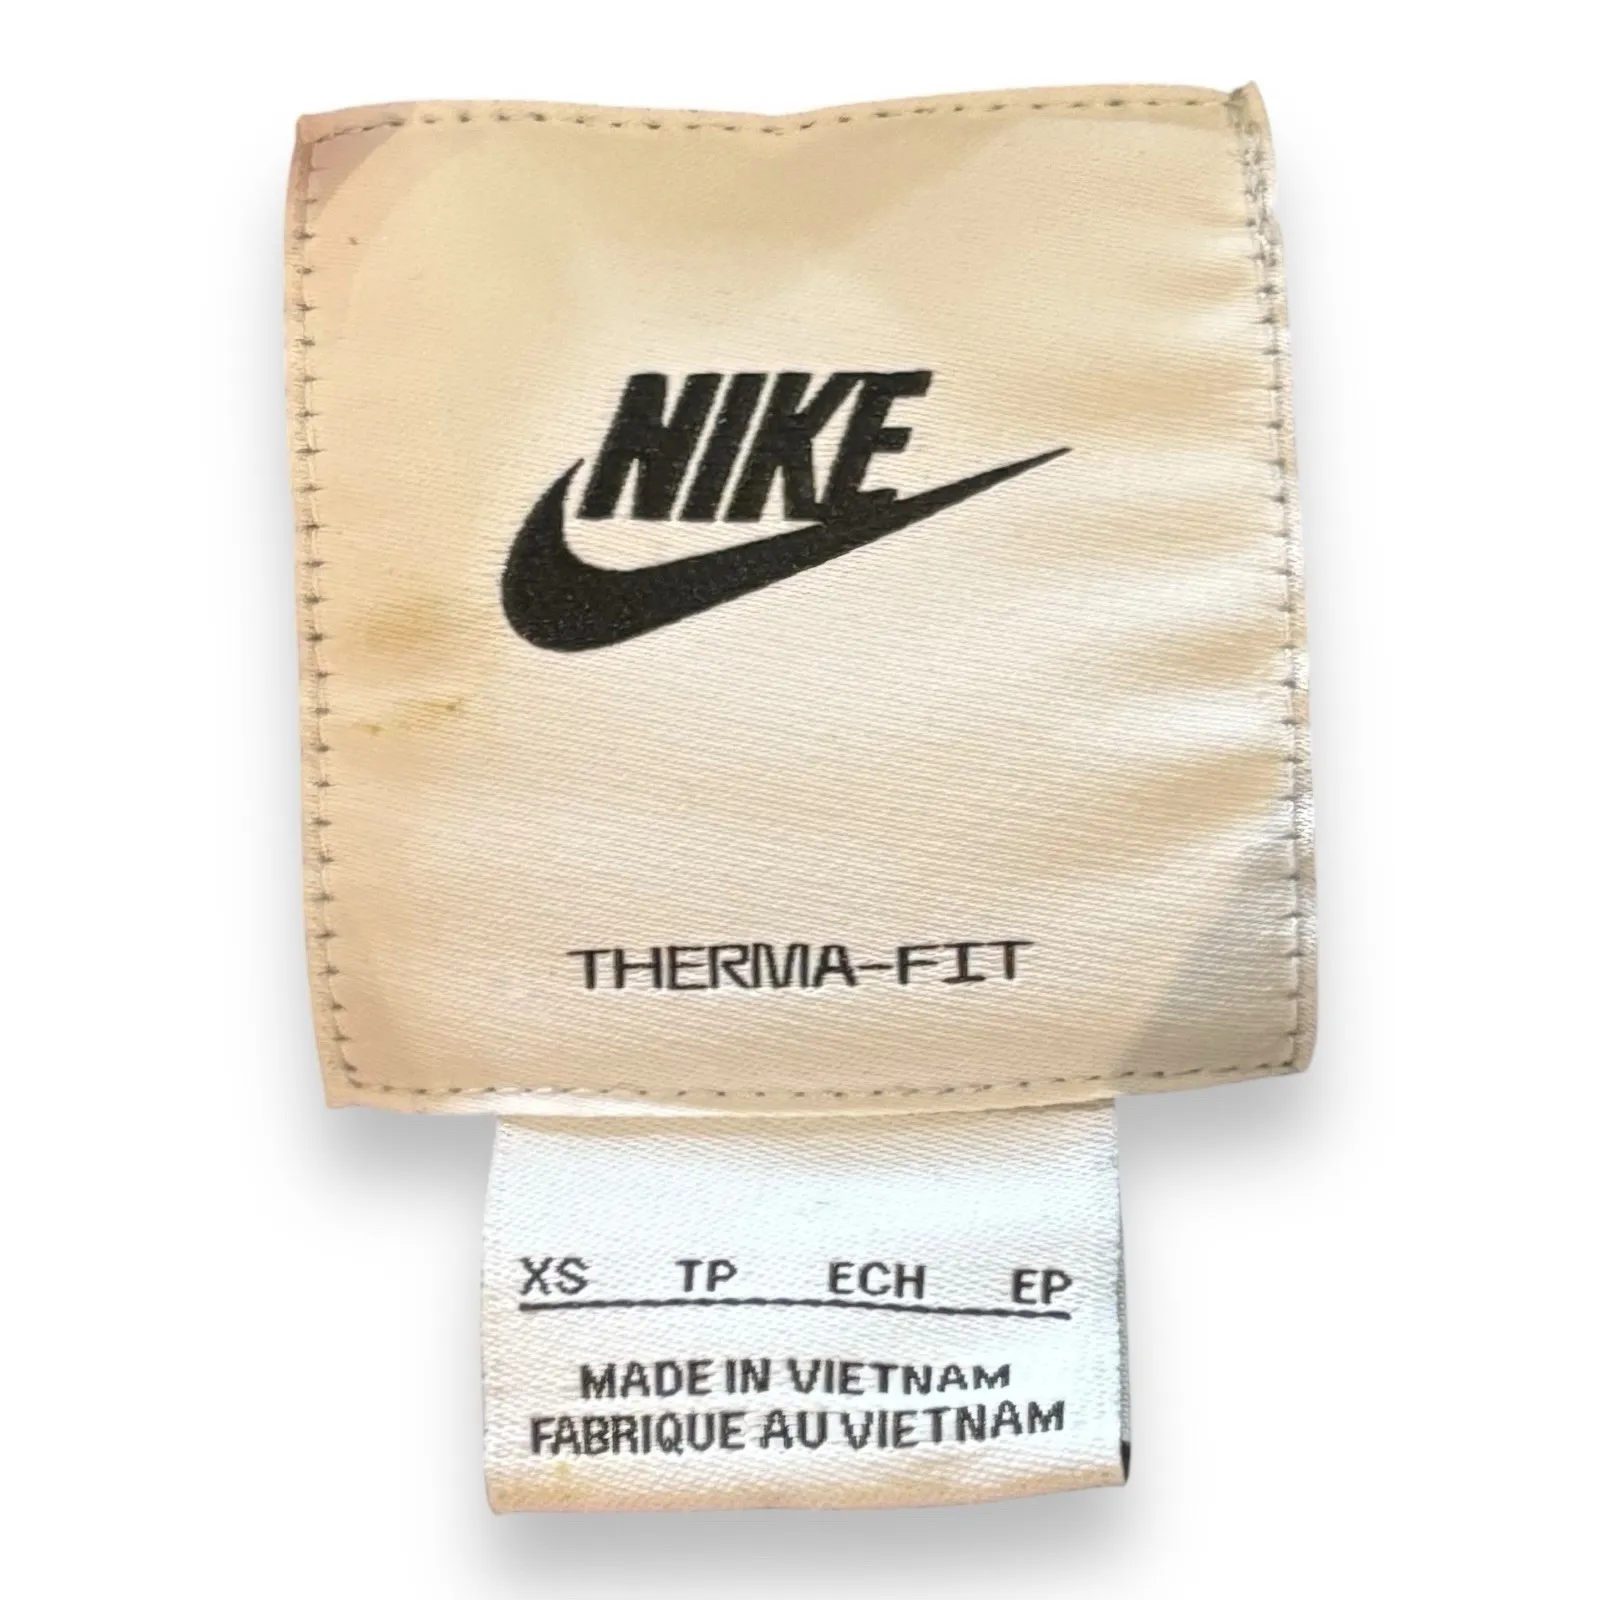 NIKE
THERMA-FIT
XS TP ECH EP
MADE IN VIETNAM
FABRIQUE AU VIETNAM